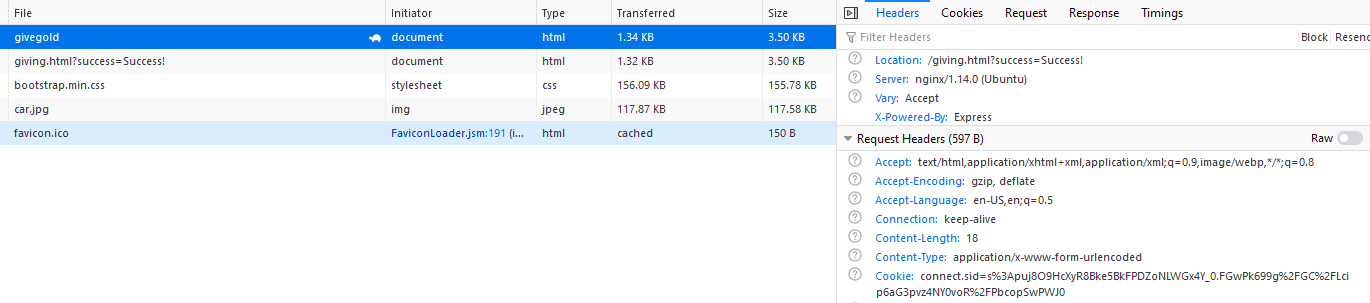 File Initiator Type Transferred Size
givegold document html 1.34 KB 3.50 KB
giving.html?success=Success! document html 1.32 KB 3.50 KB
bootstrap.min.css stylesheet css 156.09 KB 155.78 KB
car.jpg img jpeg 117.87 KB 117.58 KB
favicon.ico FaviconLoader.jsm:191 (i... html cached 150 B
Headers Cookies Request Response Timings
Filter Headers Block Resend
Location: /giving.html?success=Success!
Server: nginx/1.14.0 (Ubuntu)
Vary: Accept
X-Powered-By: Express
Request Headers (597 B) Raw
Accept: text/html,application/xhtml+xml,application/xml;q=0.9,image/webp,*/*;q=0.8
Accept-Encoding: gzip, deflate
Accept-Language: en-US,en;q=0.5
Connection: keep-alive
Content-Length: 18
Content-Type: application/x-www-form-urlencoded
Cookie: connect.sid=s%3Apuj8O9HcXyR8Bke5BkFPDZoNLWGx4Y_0.FGwPk699g%2FGC%2FLci
p6aG3pvz4NY0voR%2FPbcopSwPWJ0